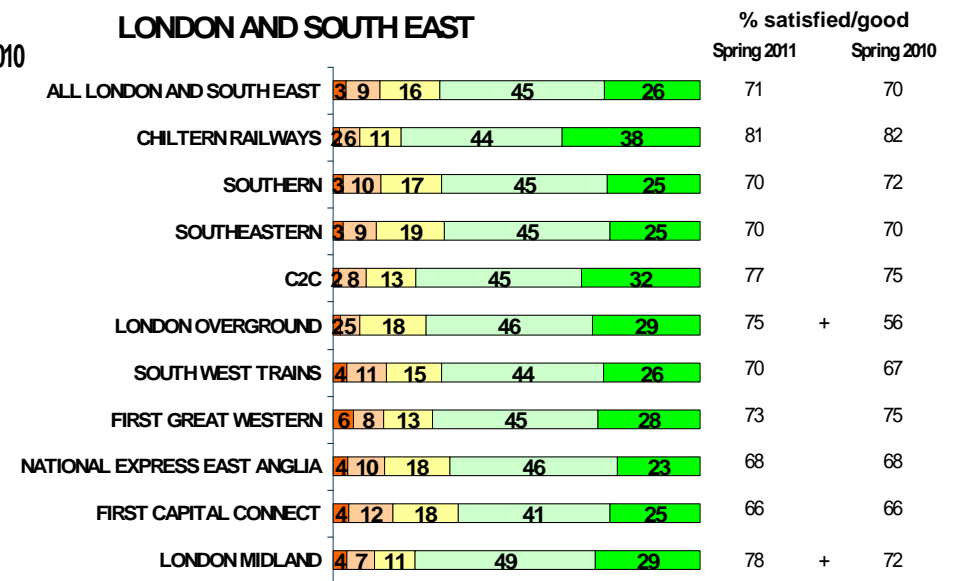 LONDON AND SOUTH EAST
% satisfied/good
010
Spring 2011 Spring 2010
ALL LONDON AND SOUTH EAST 3 9 16 45 26 71 70
CHILTERN RAILWAYS 2 6 11 44 38 81 82
SOUTHERN 3 10 17 45 25 70 72
SOUTHEASTERN 3 9 19 45 25 70 70
C2C 2 8 13 45 32 77 75
LONDON OVERGROUND 2 5 18 46 29 75 + 56
SOUTH WEST TRAINS 4 11 15 44 26 70 67
FIRST GREAT WESTERN 6 8 13 45 28 73 75
NATIONAL EXPRESS EAST ANGLIA 4 10 18 46 23 68 68
FIRST CAPITAL CONNECT 4 12 18 41 25 66 66
LONDON MIDLAND 4 7 11 49 29 78 + 72